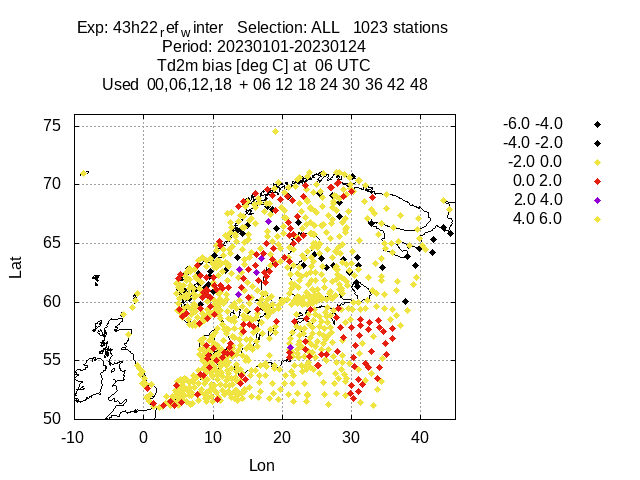 Exp: 43h22refwinter Selection: ALL 1023 stations
Period: 20230101-20230124
Td2m bias [deg C] at 06 UTC
Used 00,06,12,18 + 06 12 18 24 30 36 42 48
-6.0 -4.0
-4.0 -2.0
-2.0 0.0
0.0 2.0
2.0 4.0
4.0 6.0
75
70
65
60
55
50
Lat
-10 0 10 20 30 40
Lon